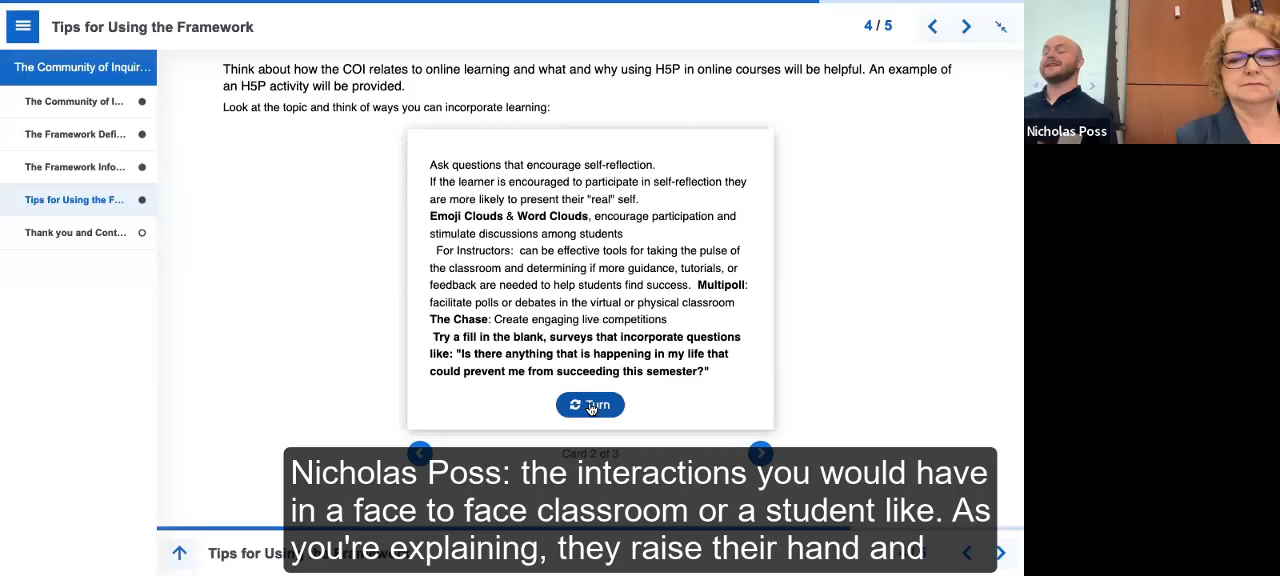 Tips for Using the Framework
4 / 5
The Community of Inquir...
The Community of I...
The Framework Defi...
The Framework Info...
Tips for Using the F...
Thank you and Cont...
Think about how the COI relates to online learning and what and why using H5P in online courses will be helpful. An example of
an H5P activity will be provided.
Look at the topic and think of ways you can incorporate learning:
Ask questions that encourage self-reflection.
If the learner is encouraged to participate in self-reflection they
are more likely to present their "real" self.
Emoji Clouds & Word Clouds, encourage participation and
stimulate discussions among students
For Instructors: can be effective tools for taking the pulse of
the classroom and determining if more guidance, tutorials, or
feedback are needed to help students find success. Multipoll:
facilitate polls or debates in the virtual or physical classroom
The Chase: Create engaging live competitions
Try a fill in the blank, surveys that incorporate questions
like: "Is there anything that is happening in my life that
could prevent me from succeeding this semester?"
Turn
Card 2 of 3
Nicholas Poss: the interactions you would have
in a face to face classroom or a student like. As
you're explaining, they raise their hand and
Tips for Using
Nicholas Poss